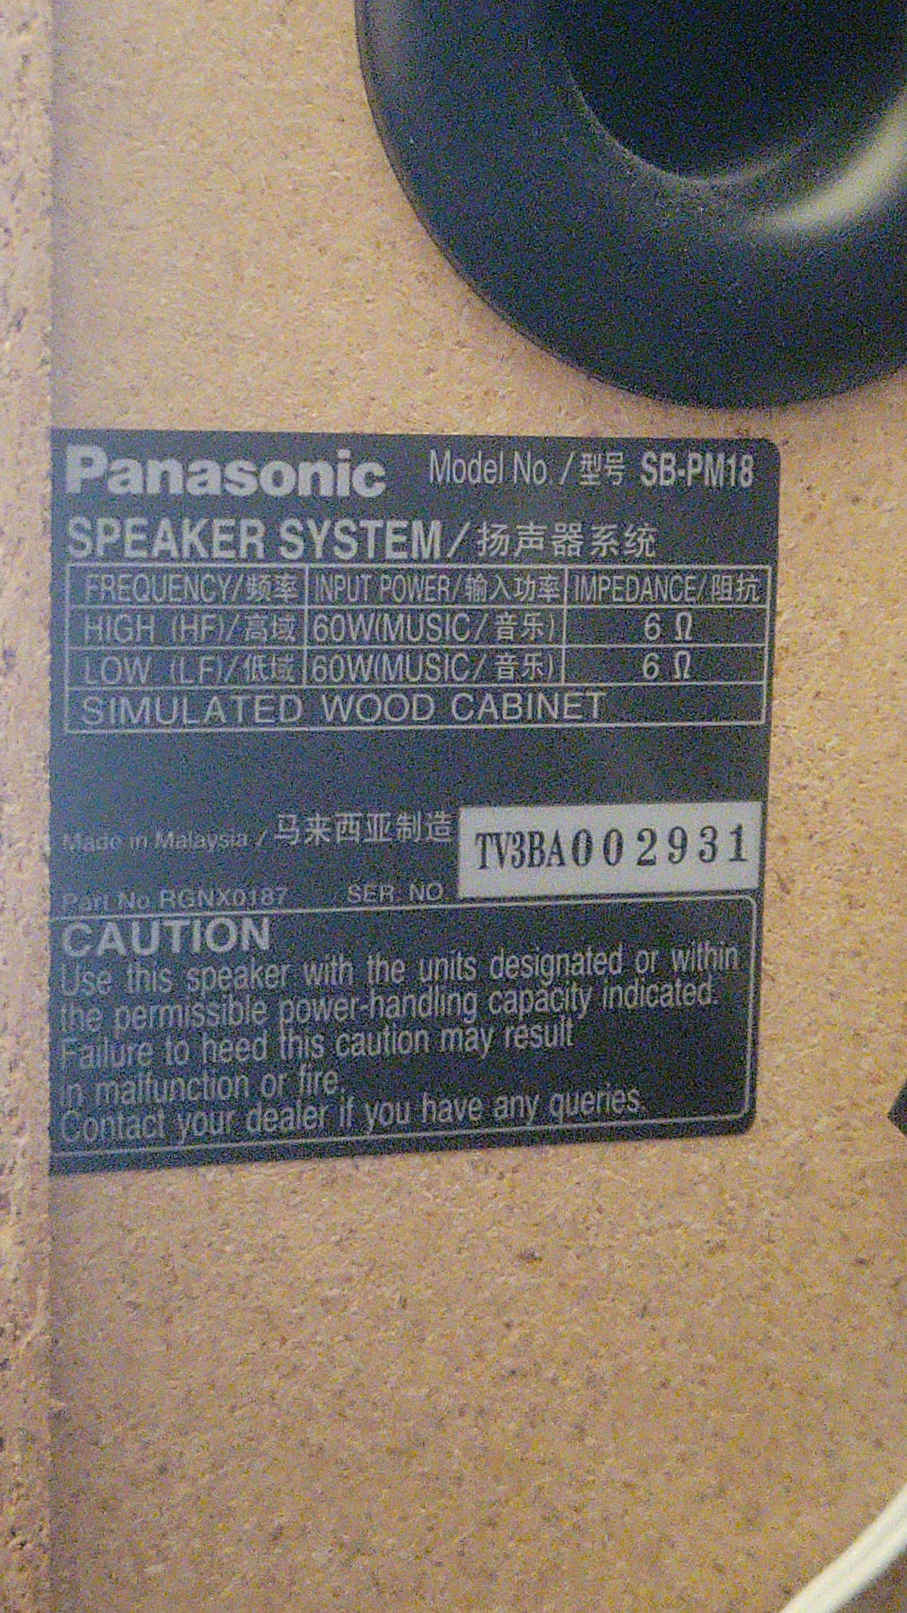 Panasonic Model No./型号 SB-PM18
SPEAKER SYSTEM/扬声器系统
FREQUENCY/频率 INPUT POWER/输入功率 IMPEDANCE/阻抗
HIGH (HF)/高域 60W(MUSIC/音乐) 6 Ω
LOW (LF)/低域 60W(MUSIC/音乐) 6 Ω
SIMULATED WOOD CABINET
Made in Malaysia / 马来西亚制造
Part No RGNX0187 SER. NO. TV3BA002931
CAUTION
Use this speaker with the units designated or within
the permissible power-handling capacity indicated.
Failure to heed this caution may result
in malfunction or fire.
Contact your dealer if you have any queries.